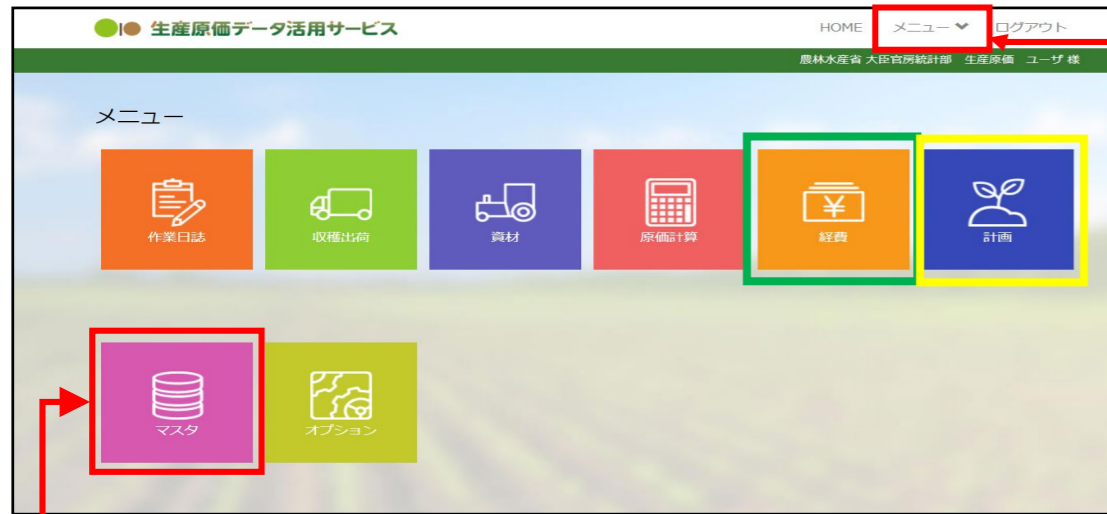 生産原価データ活用サービス
HOME メニュー ログアウト
農林水産省 大臣官房統計部 生産原価 ユーザ 様
メニュー
作業日誌 収穫出荷 資材 原価計算 経費 計画
マスタ オプション